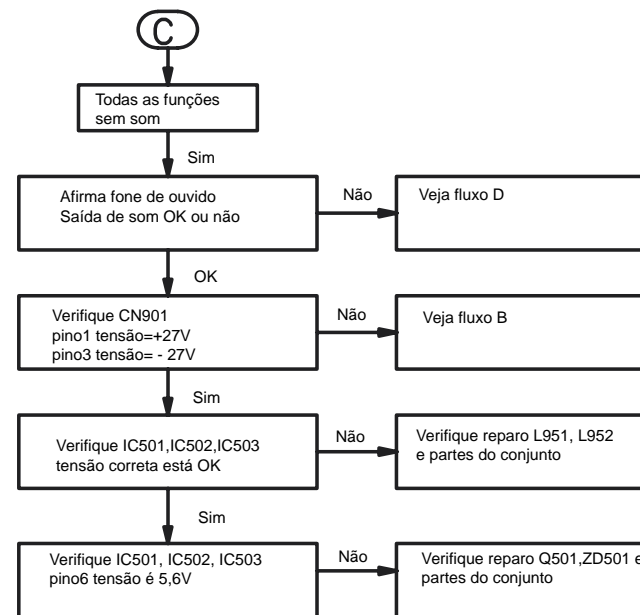 C
Todas as funções
sem som
Sim
Afirma fone de ouvido
Saída de som OK ou não
Não
Veja fluxo D
OK
Verifique CN901
pino1 tensão=+27V
pino3 tensão= - 27V
Não
Veja fluxo B
Sim
Verifique IC501,IC502,IC503
tensão correta está OK
Não
Verifique reparo L951, L952
e partes do conjunto
Sim
Verifique IC501, IC502, IC503
pino6 tensão é 5,6V
Não
Verifique reparo Q501,ZD501 e
partes do conjunto